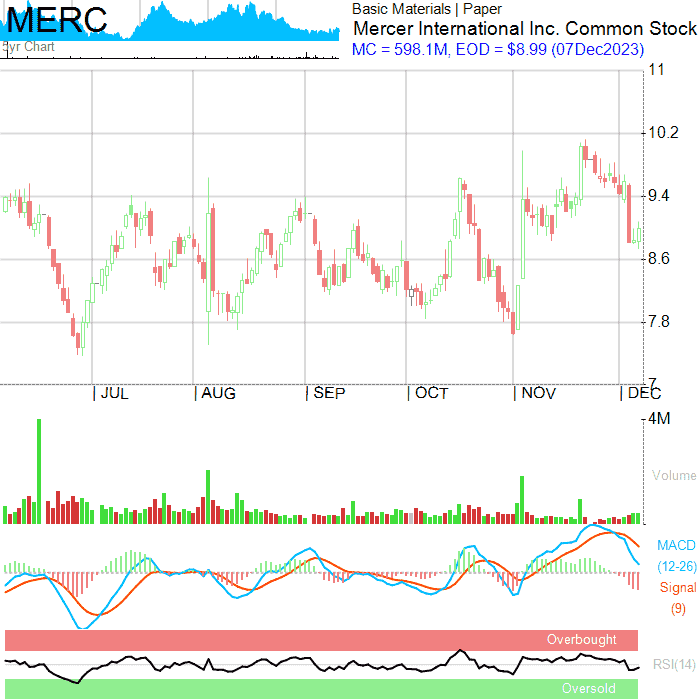 MERC
5yr Chart
Basic Materials | Paper
Mercer International Inc. Common Stock
MC = 598.1M, EOD = $8.99 (07Dec2023)
11
10.2
9.4
8.6
7.8
7
| JUL | AUG | SEP | OCT | NOV | DEC
4M
Volume
MACD
(12-26)
Signal
(9)
Overbought
RSI(14)
Oversold